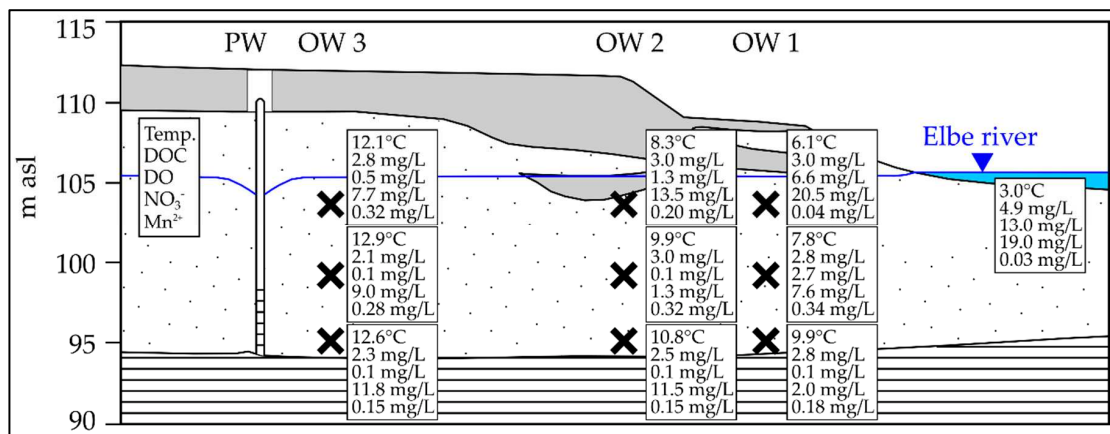 115
110
105
100
95
90
m asl
PW
OW 3
OW 2
OW 1
Elbe river
Temp.
DOC
DO
NO₃⁻
Mn²⁺
12.1°C
2.8 mg/L
0.5 mg/L
7.7 mg/L
0.32 mg/L
8.3°C
3.0 mg/L
1.3 mg/L
13.5 mg/L
0.20 mg/L
6.1°C
3.0 mg/L
6.6 mg/L
20.5 mg/L
0.04 mg/L
3.0°C
4.9 mg/L
13.0 mg/L
19.0 mg/L
0.03 mg/L
12.9°C
2.1 mg/L
0.1 mg/L
9.0 mg/L
0.28 mg/L
9.9°C
3.0 mg/L
0.1 mg/L
1.3 mg/L
0.32 mg/L
7.8°C
2.8 mg/L
2.7 mg/L
7.6 mg/L
0.34 mg/L
12.6°C
2.3 mg/L
0.1 mg/L
11.8 mg/L
0.15 mg/L
10.8°C
2.5 mg/L
0.1 mg/L
11.5 mg/L
0.15 mg/L
9.9°C
2.8 mg/L
0.1 mg/L
2.0 mg/L
0.18 mg/L